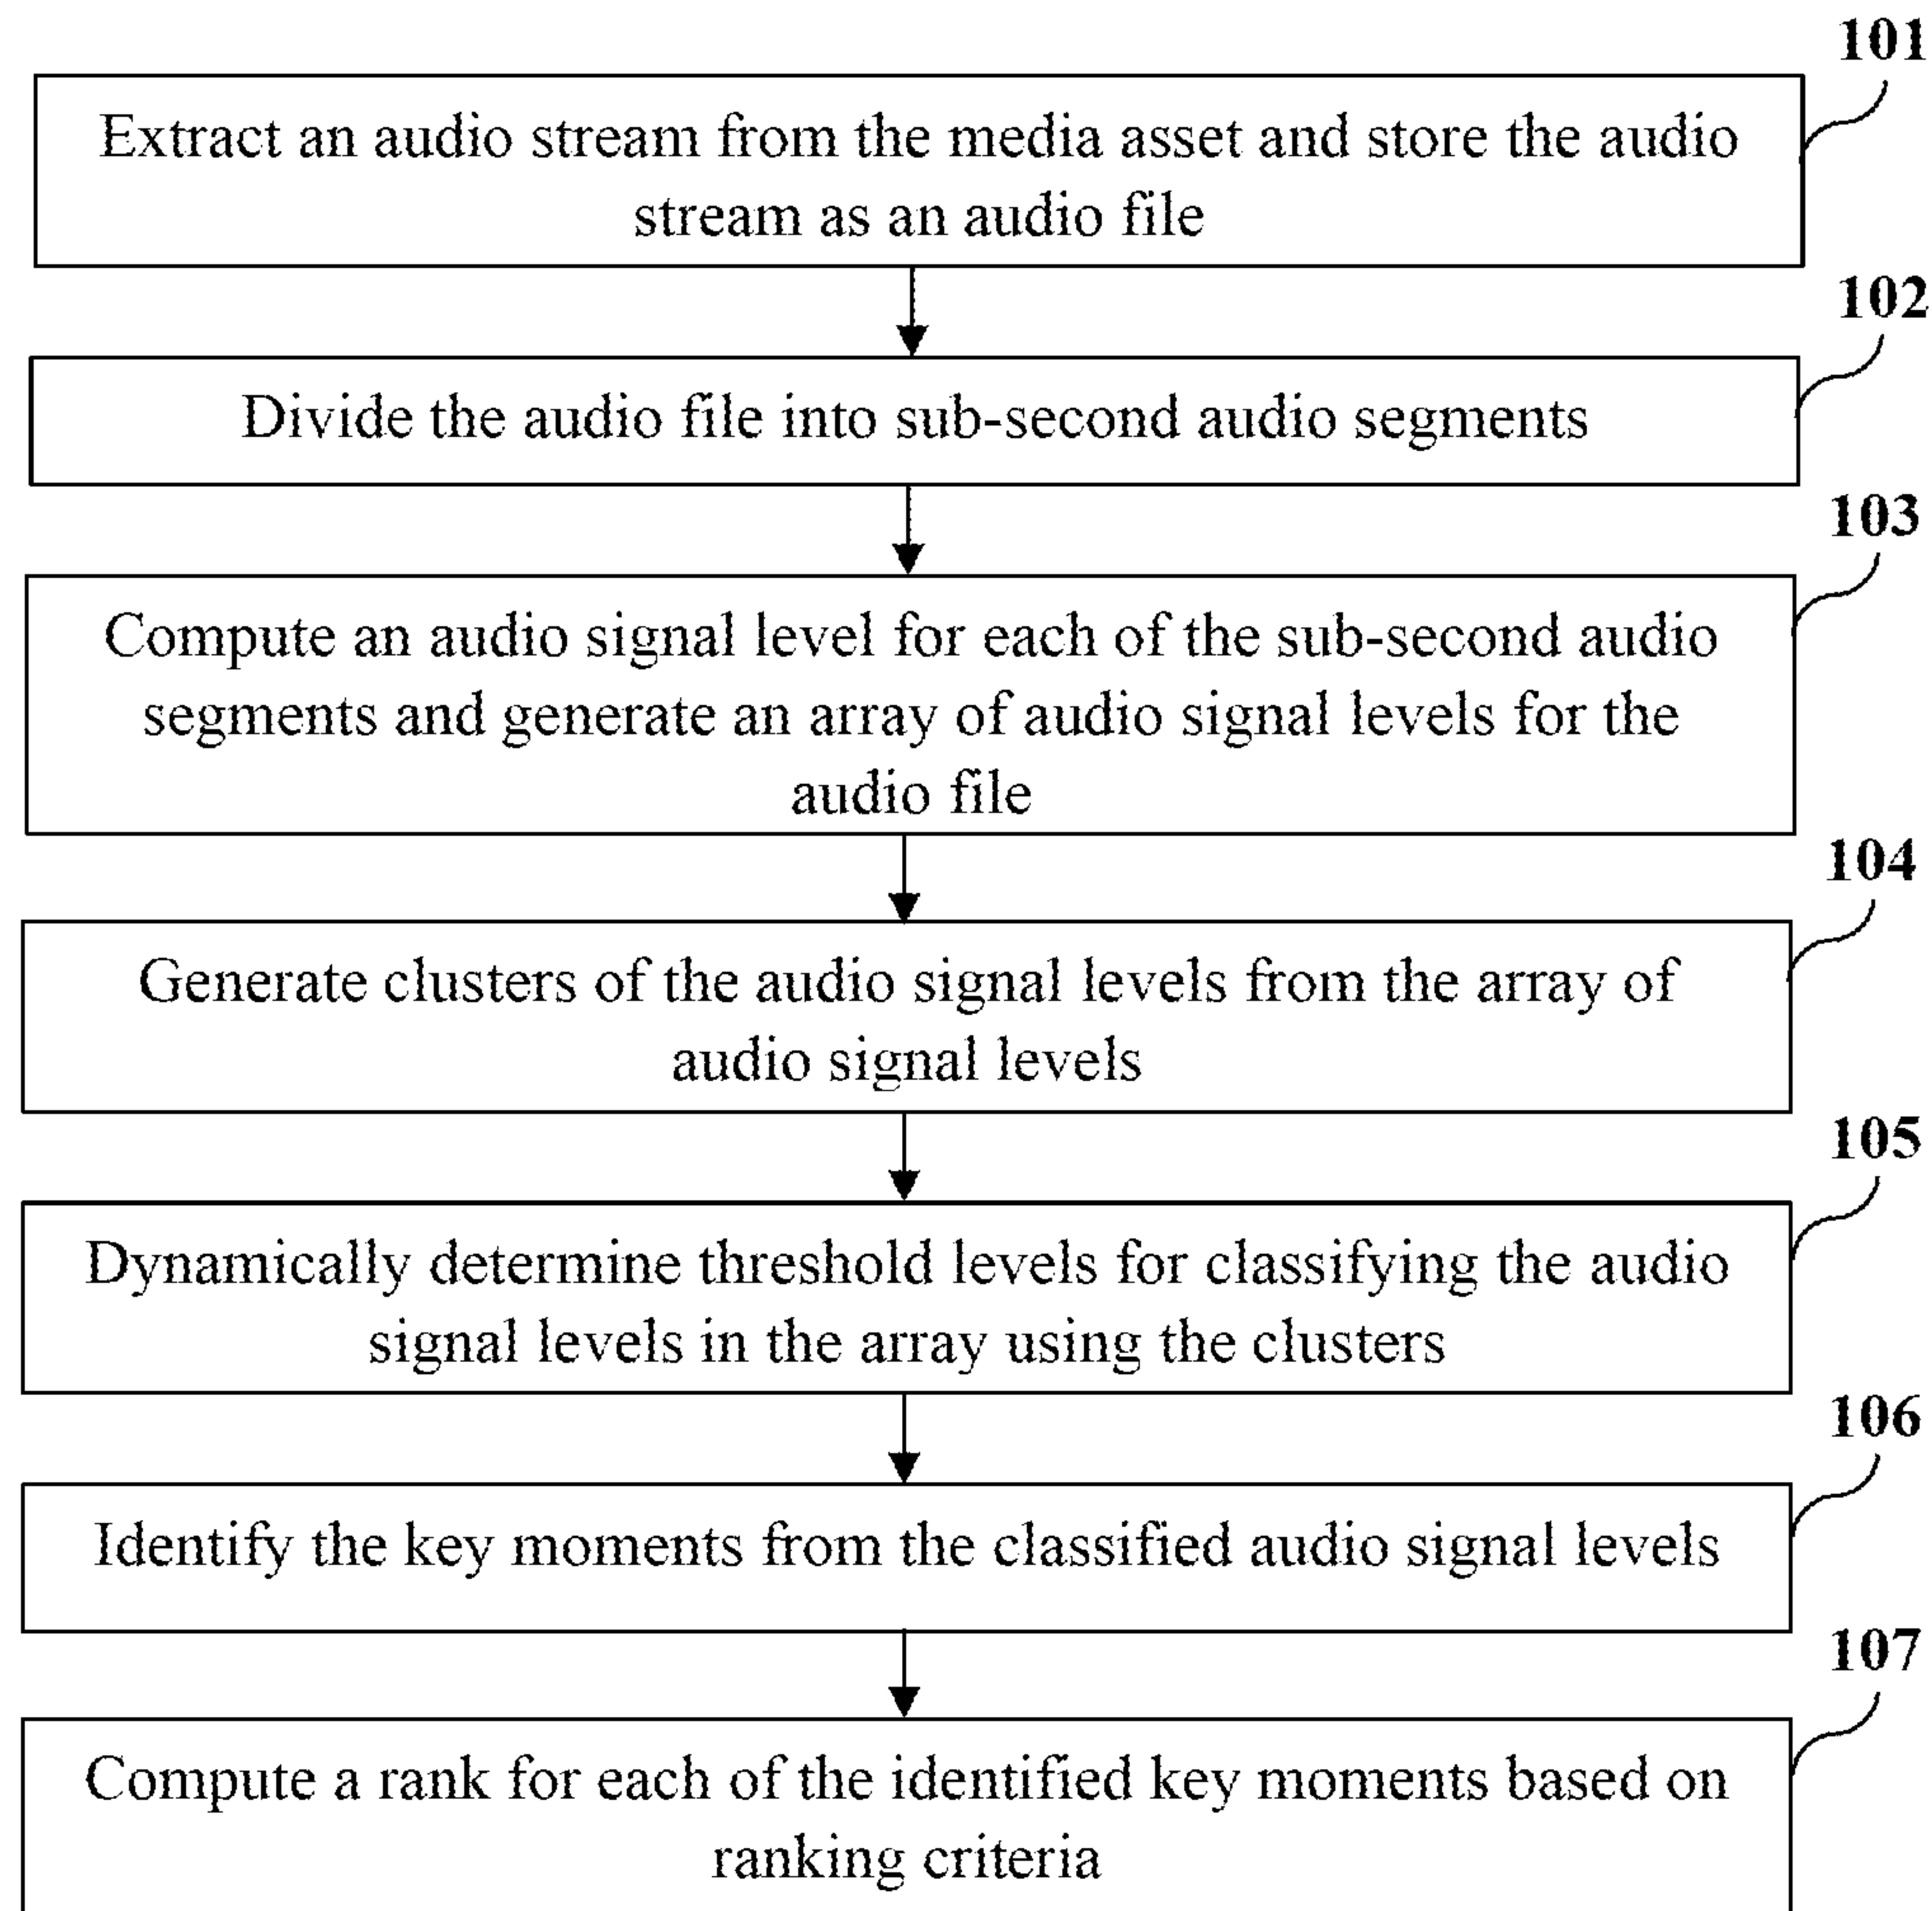 101
Extract an audio stream from the media asset and store the audio
stream as an audio file
102
Divide the audio file into sub-second audio segments
103
Compute an audio signal level for each of the sub-second audio
segments and generate an array of audio signal levels for the
audio file
104
Generate clusters of the audio signal levels from the array of
audio signal levels
105
Dynamically determine threshold levels for classifying the audio
signal levels in the array using the clusters
106
Identify the key moments from the classified audio signal levels
107
Compute a rank for each of the identified key moments based on
ranking criteria